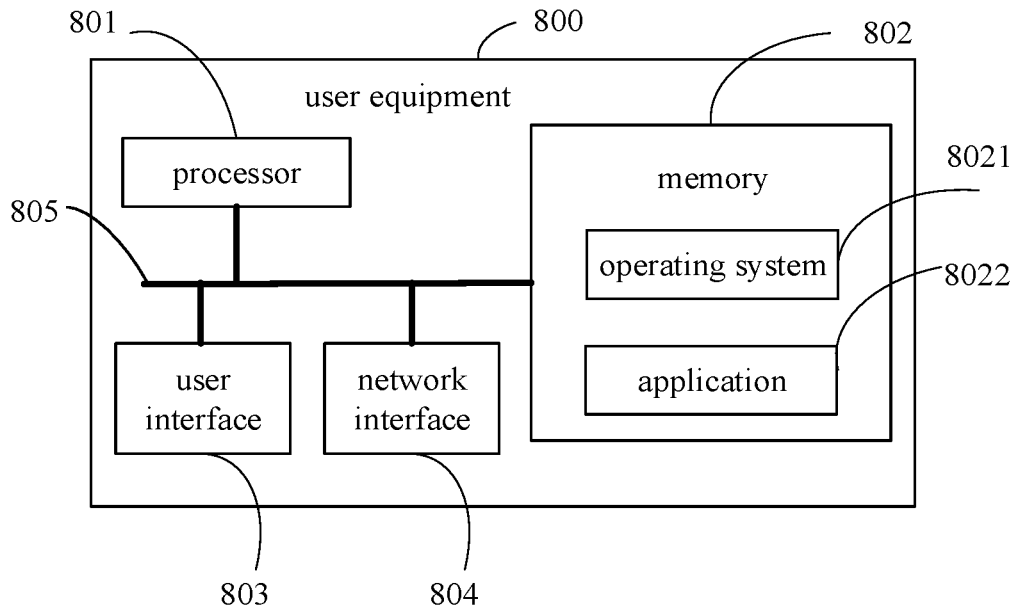 801
800
802
user equipment
processor
memory
8021
805
operating system
8022
user
interface
network
interface
application
803
804